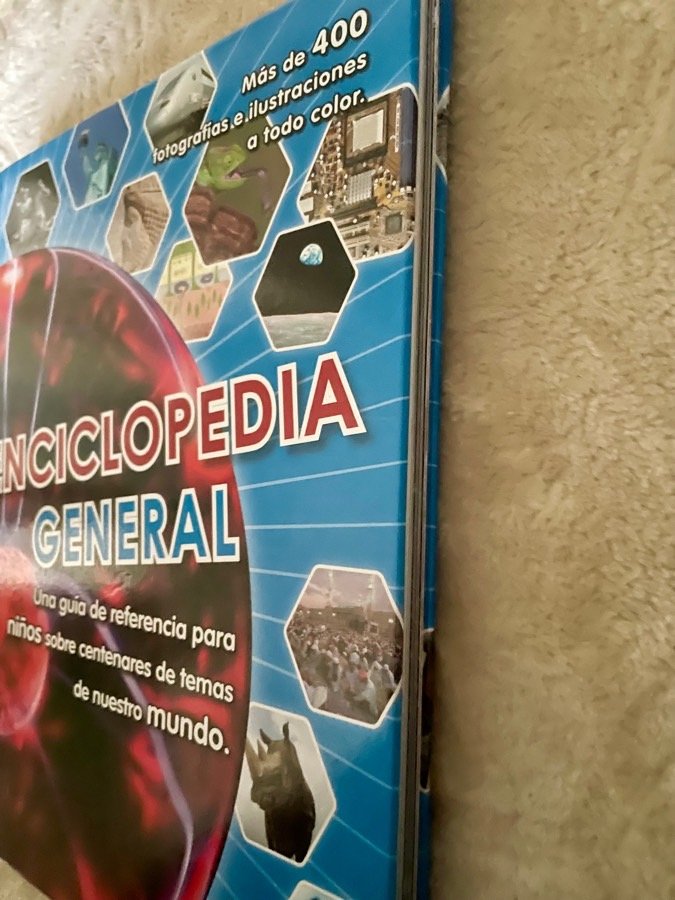 Más de 400
fotografías e ilustraciones
a todo color.
ENCICLOPEDIA
GENERAL
Una guía de referencia para
niños sobre centenares de temas
de nuestro mundo.